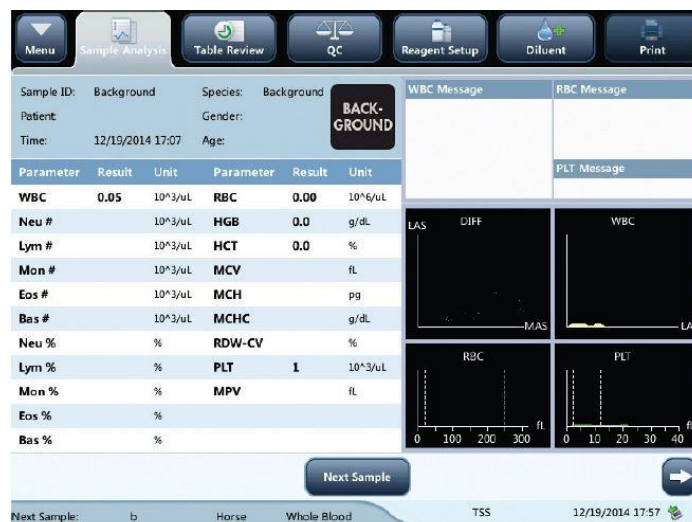 Menu
Sample Analysis
Table Review
QC
Reagent Setup
Diluent
Print
Sample ID: Background Species: Background
Patient: Gender:
Time: 12/19/2014 17:07 Age:
BACK-
GROUND
WBC Message
RBC Message
PLT Message
Parameter Result Unit Parameter Result Unit
WBC 0.05 10^3/uL RBC 0.00 10^6/uL
Neu # 10^3/uL HGB 0.0 g/dL
Lym # 10^3/uL HCT 0.0 %
Mon # 10^3/uL MCV fL
Eos # 10^3/uL MCH pg
Bas # 10^3/uL MCHC g/dL
Neu % % RDW-CV %
Lym % % PLT 1 10^3/uL
Mon % % MPV fL
Eos % %
Bas % %
LAS DIFF
MAS
WBC
LA
RBC
fL
0 100 200 300
PLT
fl
0 10 20 30 40
Next Sample
Next Sample: b Horse Whole Blood TSS 12/19/2014 17:57